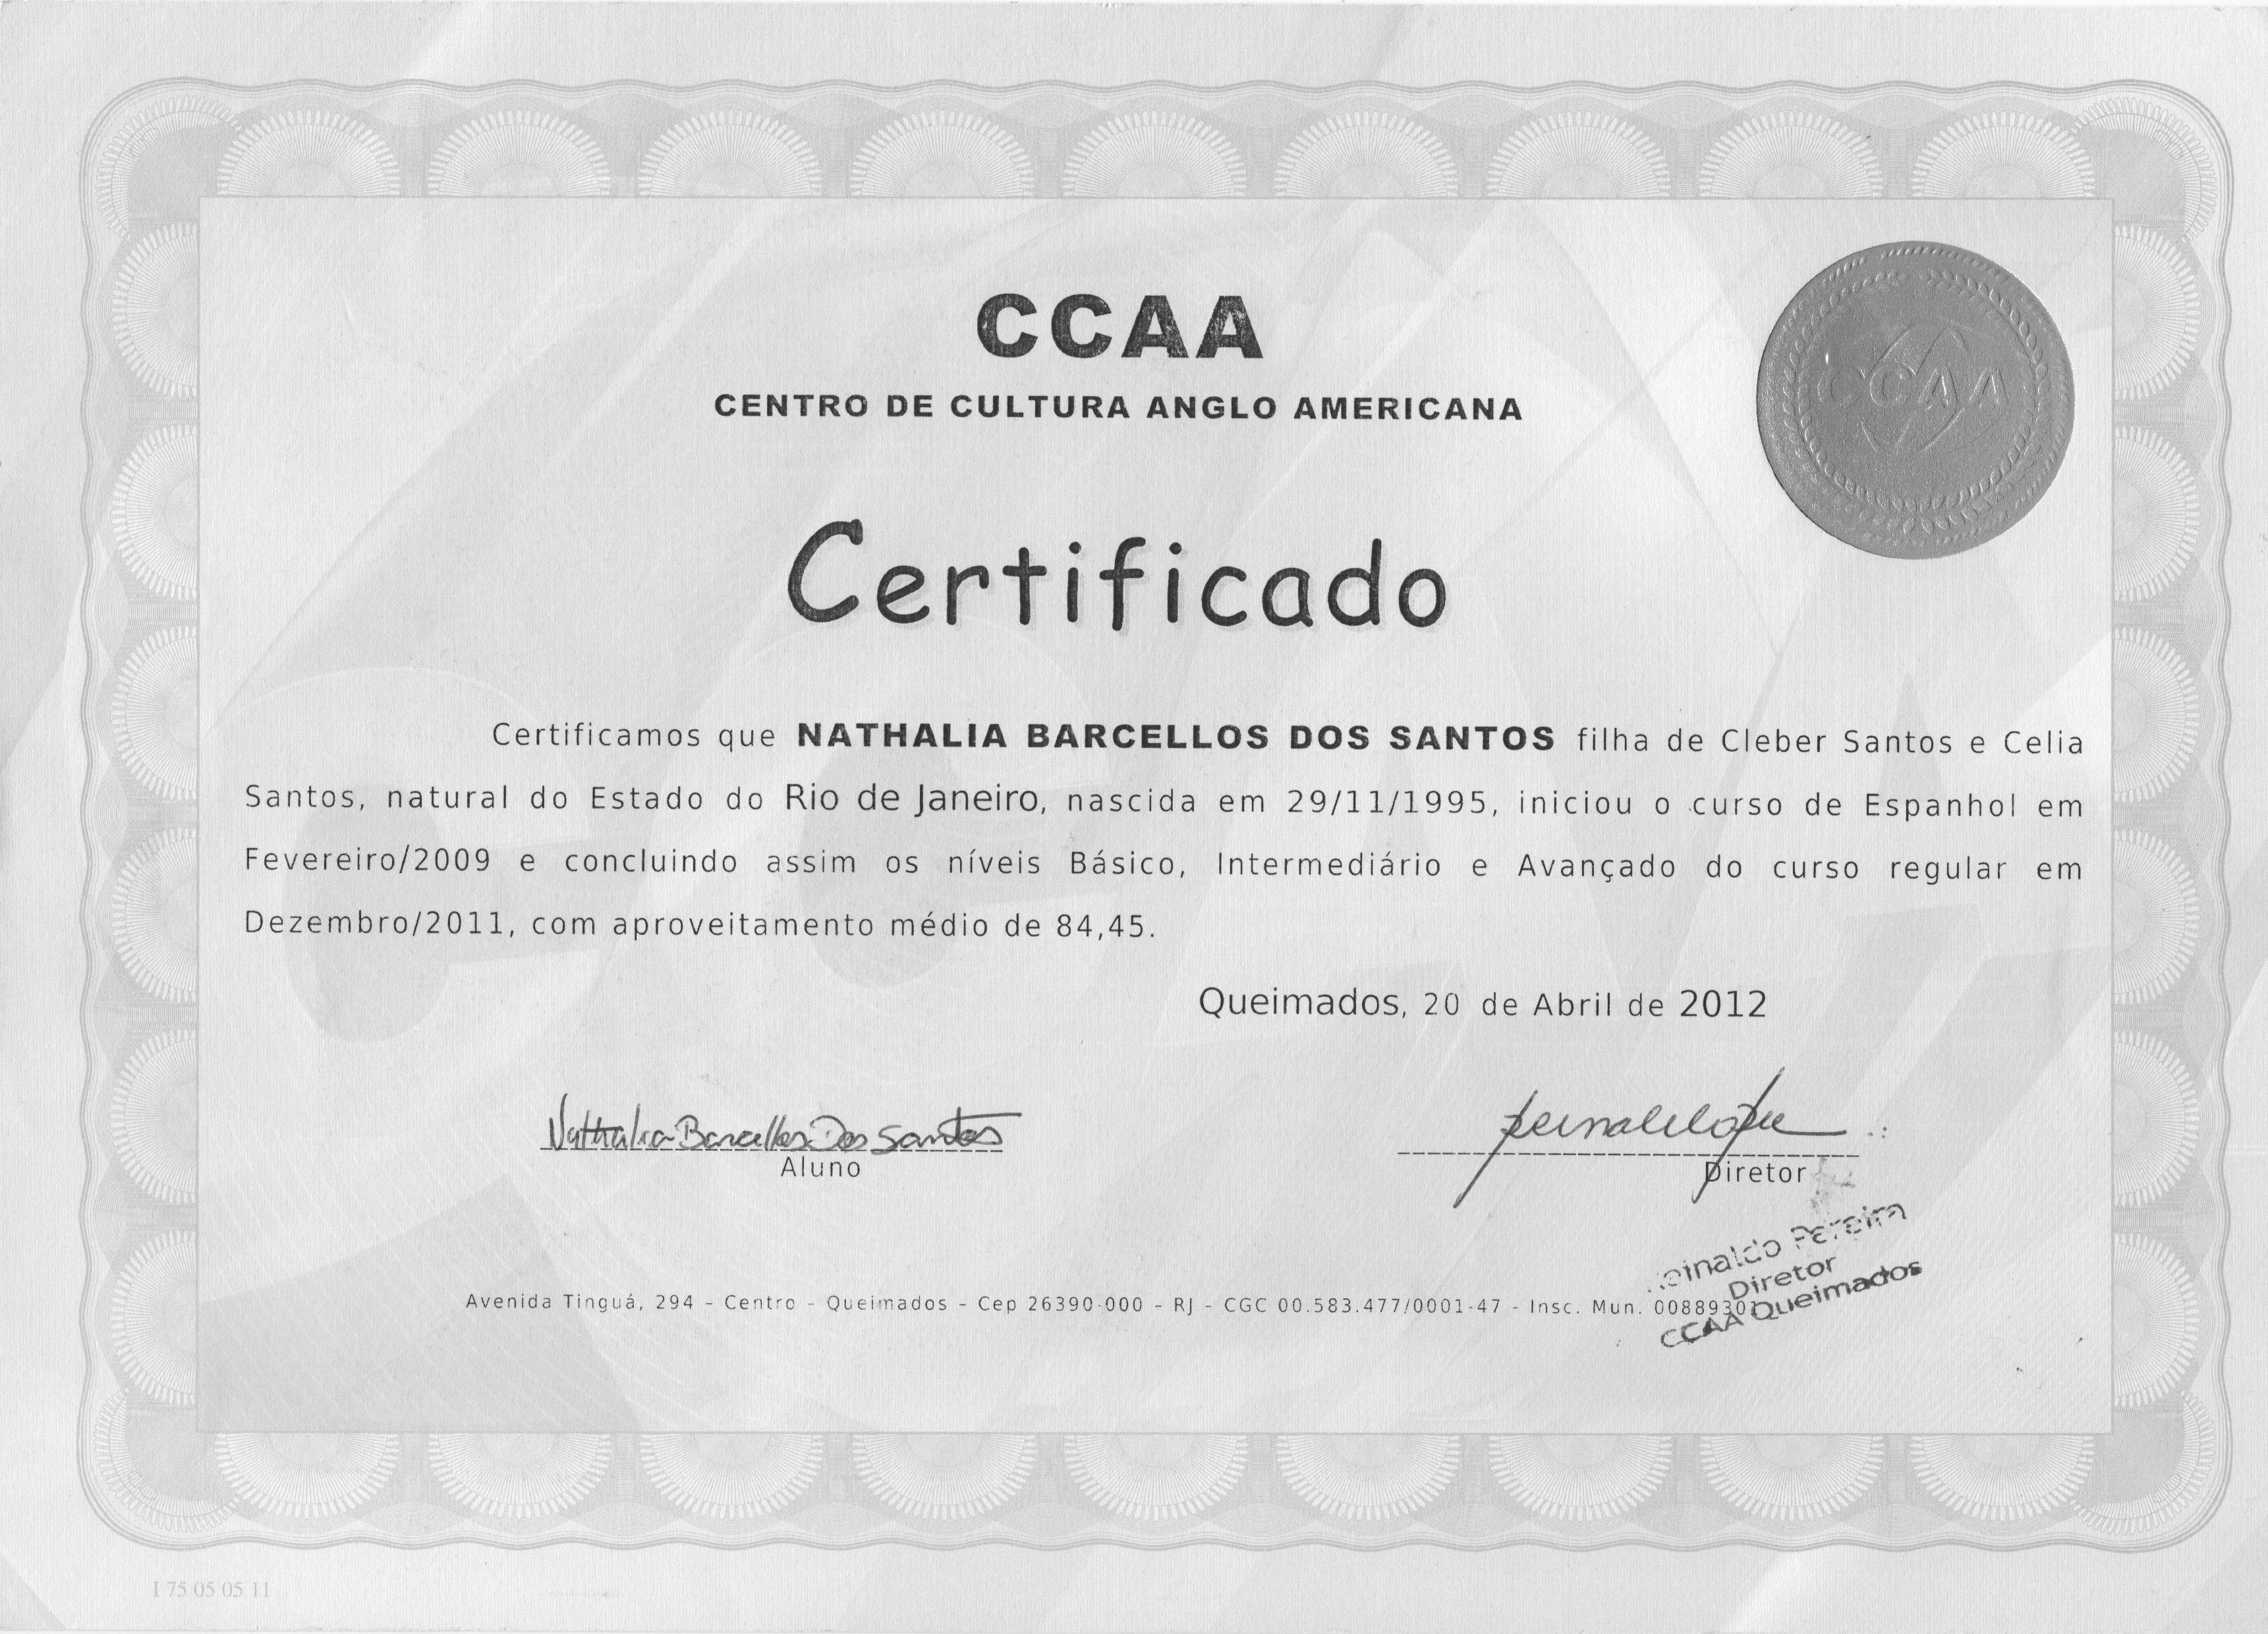 CCAA
CENTRO DE CULTURA ANGLO AMERICANA
CCAA
Certificado
Certificamos que NATHALIA BARCELLOS DOS SANTOS filha de Cleber Santos e Celia
Santos, natural do Estado do Rio de Janeiro, nascida em 29/11/1995, iniciou o curso de Espanhol em
Fevereiro/2009 e concluindo assim os níveis Básico, Intermediário e Avançado do curso regular em
Dezembro/2011, com aproveitamento médio de 84,45.
Queimados, 20 de Abril de 2012
Nathalia Barcellos Dos Santos
Aluno
Diretor
Reinaldo Pereira
Diretor
CCAA Queimados
Avenida Tinguá, 294 - Centro - Queimados - Cep 26390-000 - RJ - CGC 00.583.477/0001-47 - Insc. Mun. 00889301
I 75 05 05 11